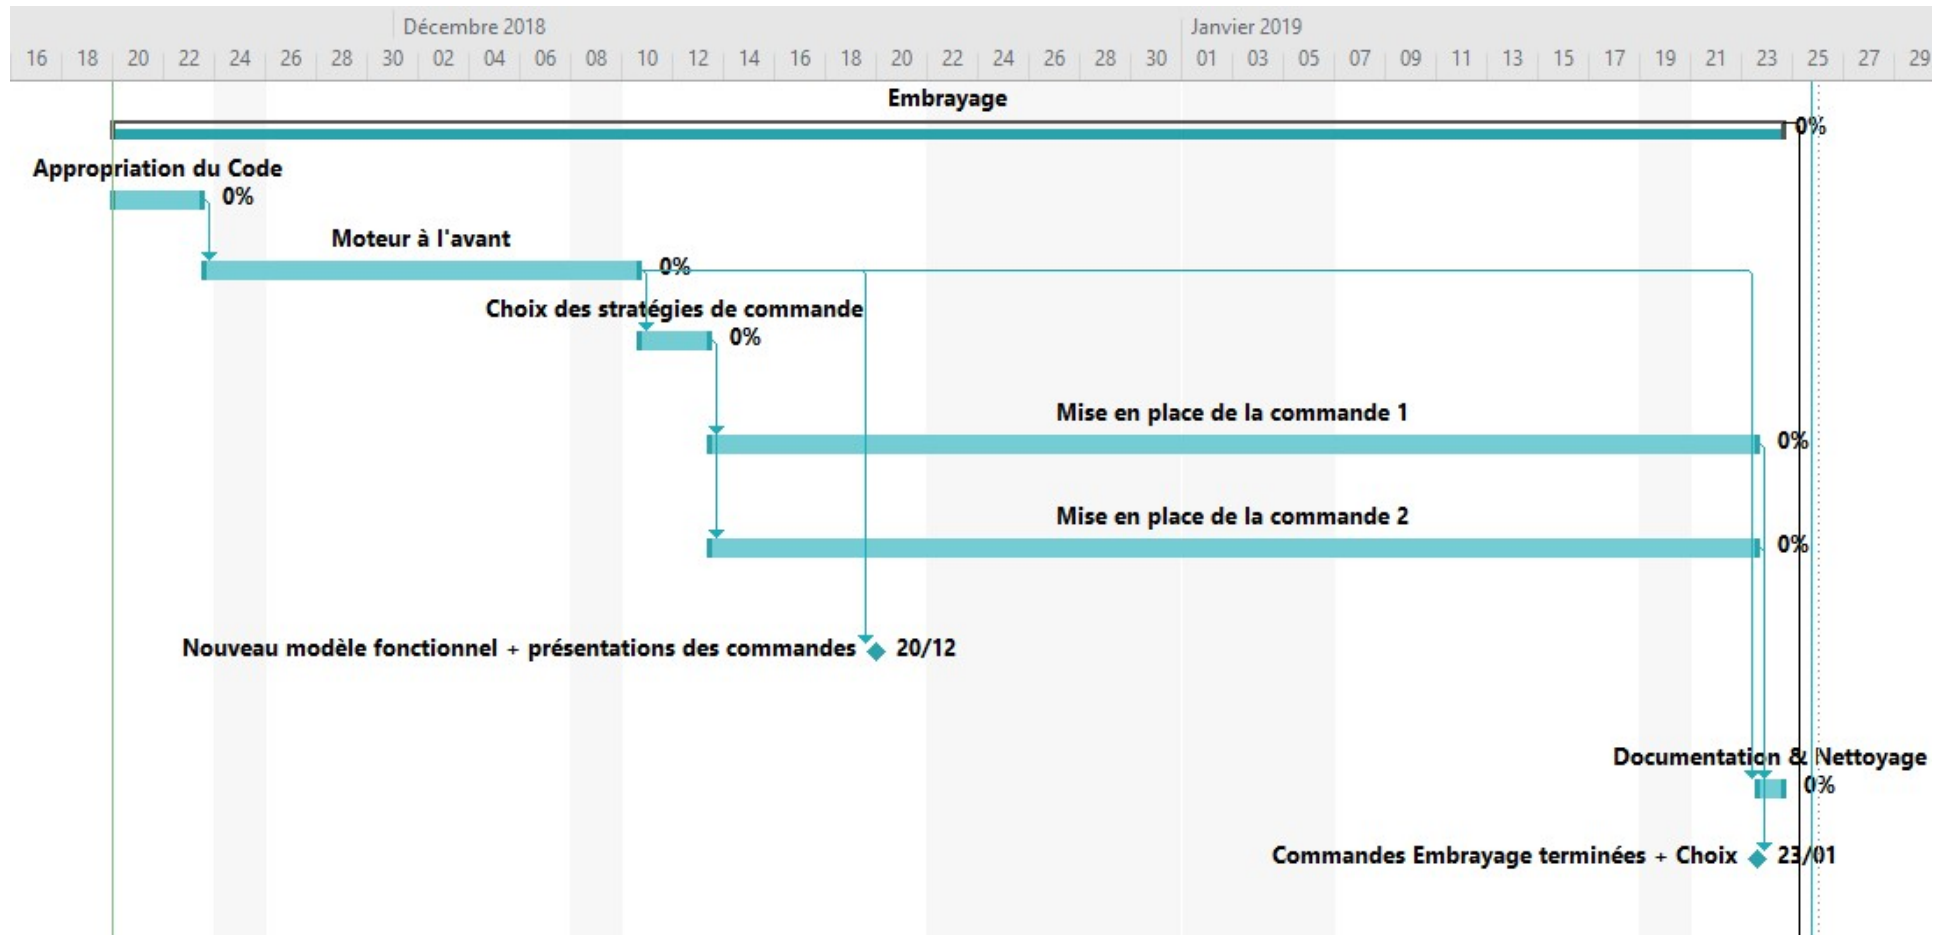 Décembre 2018 Janvier 2019
16 18 20 22 24 26 28 30 02 04 06 08 10 12 14 16 18 20 22 24 26 28 30 01 03 05 07 09 11 13 15 17 19 21 23 25 27 29
Embrayage
0%
Appropriation du Code
0%
Moteur à l'avant
0%
Choix des stratégies de commande
0%
Mise en place de la commande 1
0%
Mise en place de la commande 2
0%
Nouveau modèle fonctionnel + présentations des commandes 20/12
Documentation & Nettoyage
0%
Commandes Embrayage terminées + Choix 23/01